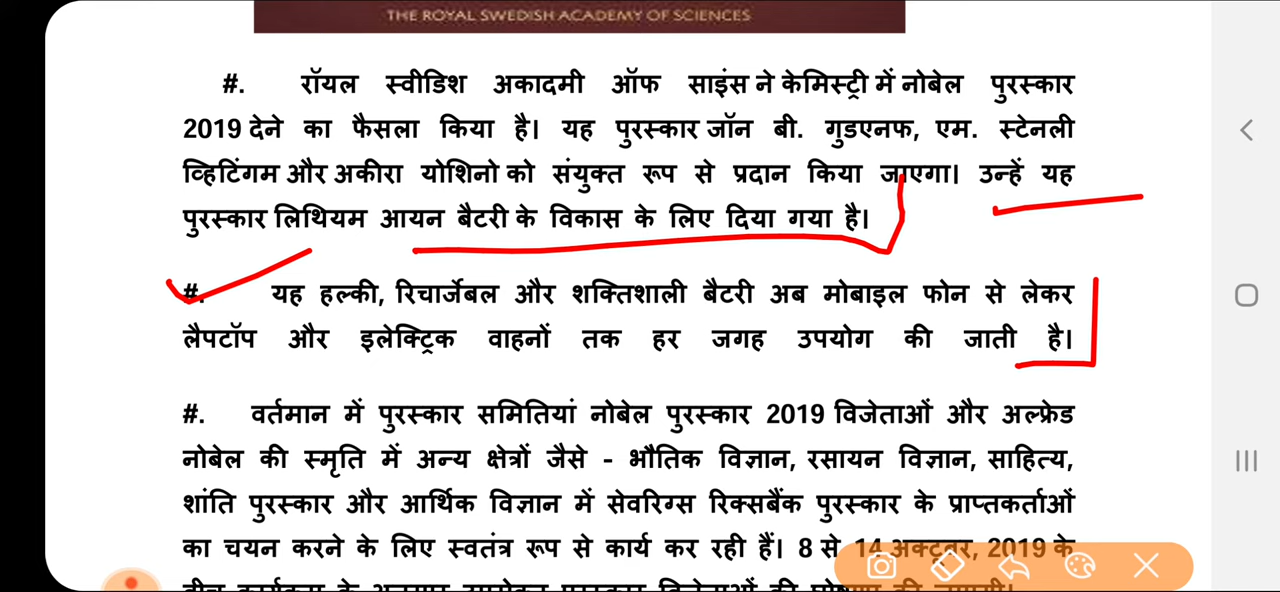 THE ROYAL SWEDISH ACADEMY OF SCIENCES
#. रॉयल स्वीडिश अकादमी ऑफ साइंस ने केमिस्ट्री में नोबेल पुरस्कार
2019 देने का फैसला किया है। यह पुरस्कार जॉन बी. गुडएनफ, एम. स्टेनली
व्हिटिंगम और अकीरा योशिनो को संयुक्त रूप से प्रदान किया जाएगा। उन्हें यह
पुरस्कार लिथियम आयन बैटरी के विकास के लिए दिया गया है।
#. यह हल्की, रिचार्जेबल और शक्तिशाली बैटरी अब मोबाइल फोन से लेकर
लैपटॉप और इलेक्ट्रिक वाहनों तक हर जगह उपयोग की जाती है।
#. वर्तमान में पुरस्कार समितियां नोबेल पुरस्कार 2019 विजेताओं और अल्फ्रेड
नोबेल की स्मृति में अन्य क्षेत्रों जैसे - भौतिक विज्ञान, रसायन विज्ञान, साहित्य,
शांति पुरस्कार और आर्थिक विज्ञान में सेवरिग्स रिक्सबैंक पुरस्कार के प्राप्तकर्ताओं
का चयन करने के लिए स्वतंत्र रूप से कार्य कर रही हैं। 8 से 14 अक्टूबर, 2019 के